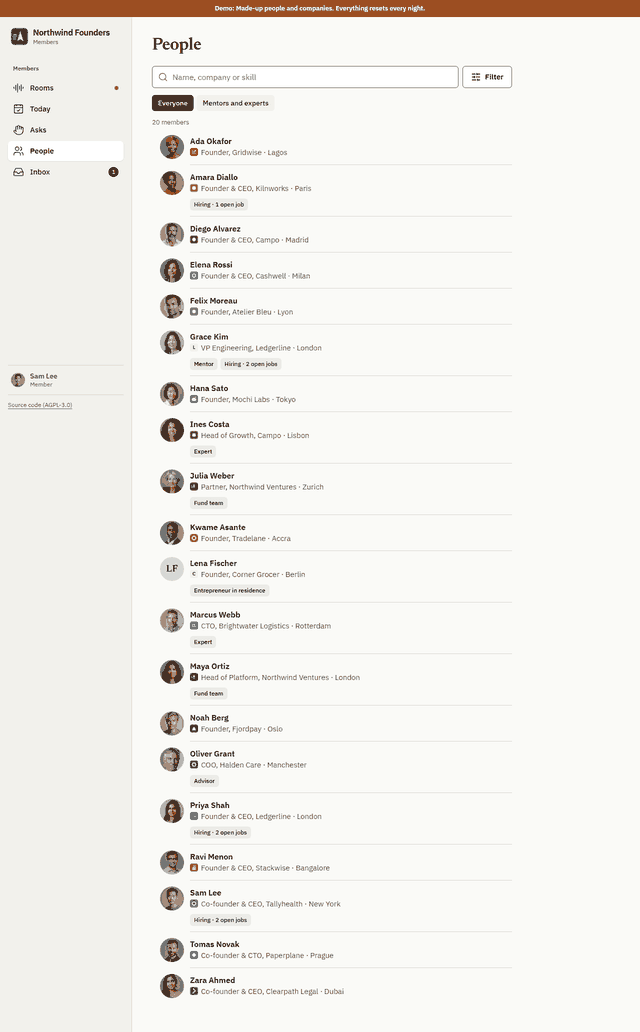 Demo: Made-up people and companies. Everything resets every night.
Northwind Founders
Members
Members
Rooms
Today
Asks
People
Inbox
1
Sam Lee
Member
Source code (AGPL-3.0)
People
Name, company or skill
Filter
Everyone
Mentors and experts
20 members
Ada Okafor
Founder, Gridwise · Lagos
Amara Diallo
Founder & CEO, Kilnworks · Paris
Hiring · 1 open job
Diego Alvarez
Founder & CEO, Campo · Madrid
Elena Rossi
Founder & CEO, Cashwell · Milan
Felix Moreau
Founder, Atelier Bleu · Lyon
Grace Kim
L VP Engineering, Ledgerline · London
Mentor Hiring · 2 open jobs
Hana Sato
Founder, Mochi Labs · Tokyo
Ines Costa
Head of Growth, Campo · Lisbon
Expert
Julia Weber
Partner, Northwind Ventures · Zurich
Fund team
Kwame Asante
Founder, Tradelane · Accra
LF
Lena Fischer
C Founder, Corner Grocer · Berlin
Entrepreneur in residence
Marcus Webb
CTO, Brightwater Logistics · Rotterdam
Expert
Maya Ortiz
Head of Platform, Northwind Ventures · London
Fund team
Noah Berg
Founder, Fjordpay · Oslo
Oliver Grant
COO, Halden Care · Manchester
Advisor
Priya Shah
Founder & CEO, Ledgerline · London
Hiring · 2 open jobs
Ravi Menon
Founder & CEO, Stackwise · Bangalore
Sam Lee
Co-founder & CEO, Tallyhealth · New York
Hiring · 2 open jobs
Tomas Novak
Co-founder & CTO, Paperplane · Prague
Zara Ahmed
Co-founder & CEO, Clearpath Legal · Dubai